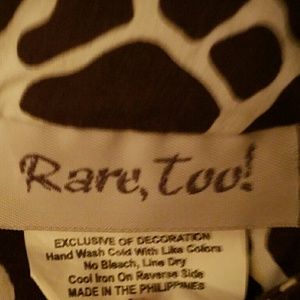 Rare, Too!
EXCLUSIVE OF DECORATION
Hand Wash Cold With Like Colors
No Bleach, Line Dry
Cool Iron On Reverse Side
MADE IN THE PHILIPPINES